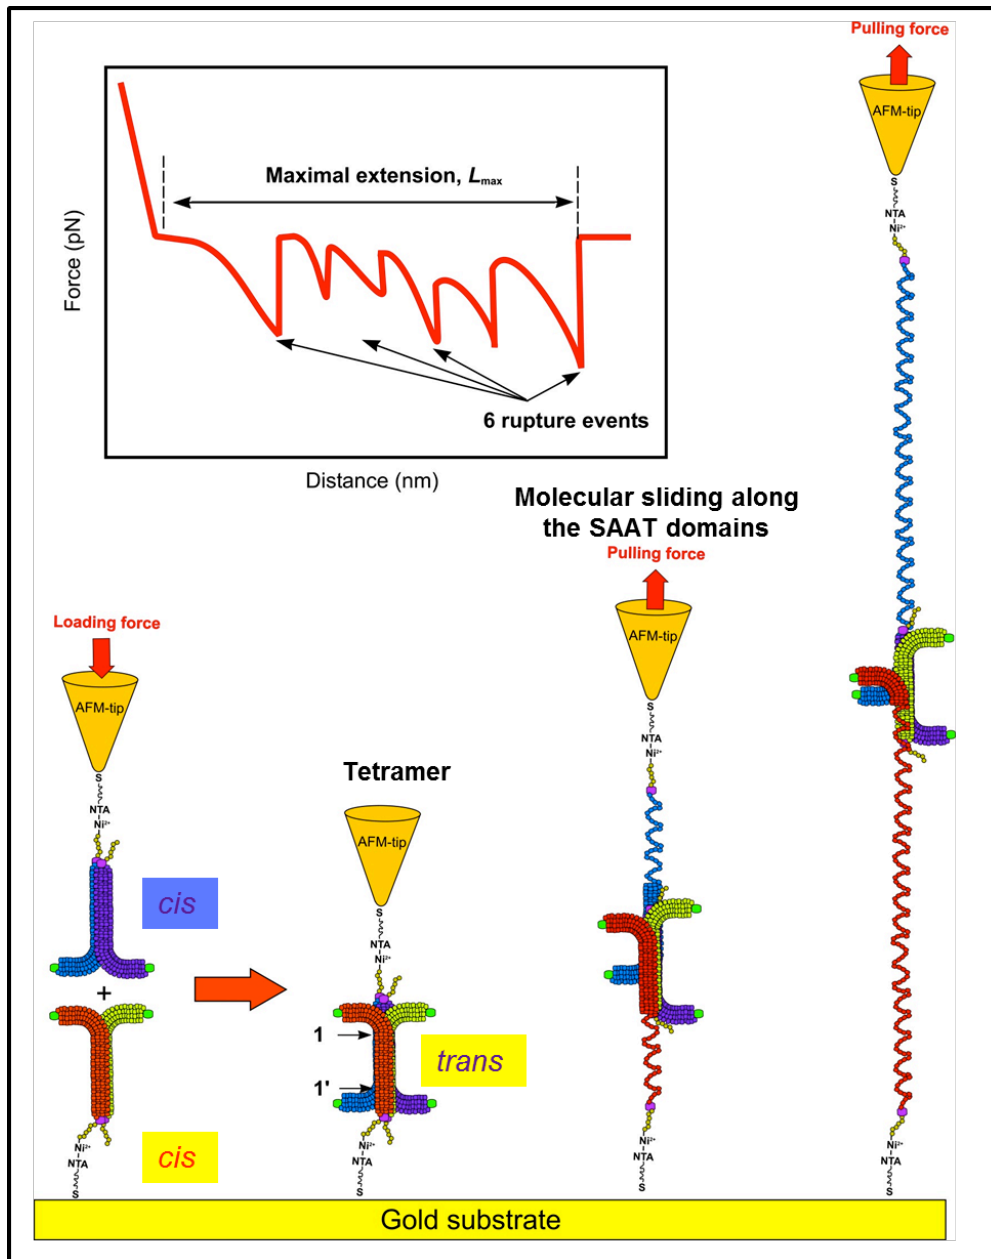 Pulling force
AFM-tip
S
NTA
Ni²⁺
Maximal extension, Lmax
Force (pN)
6 rupture events
Distance (nm)
Molecular sliding along
the SAAT domains
Pulling force
AFM-tip
S
NTA
Ni²⁺
Loading force
AFM-tip
S
NTA
Ni²⁺
Tetramer
AFM-tip
S
NTA
Ni²⁺
cis
+
1
trans
1'
cis
Ni²⁺
NTA
S
Ni²⁺
NTA
S
Ni²⁺
NTA
S
Ni²⁺
NTA
S
Gold substrate